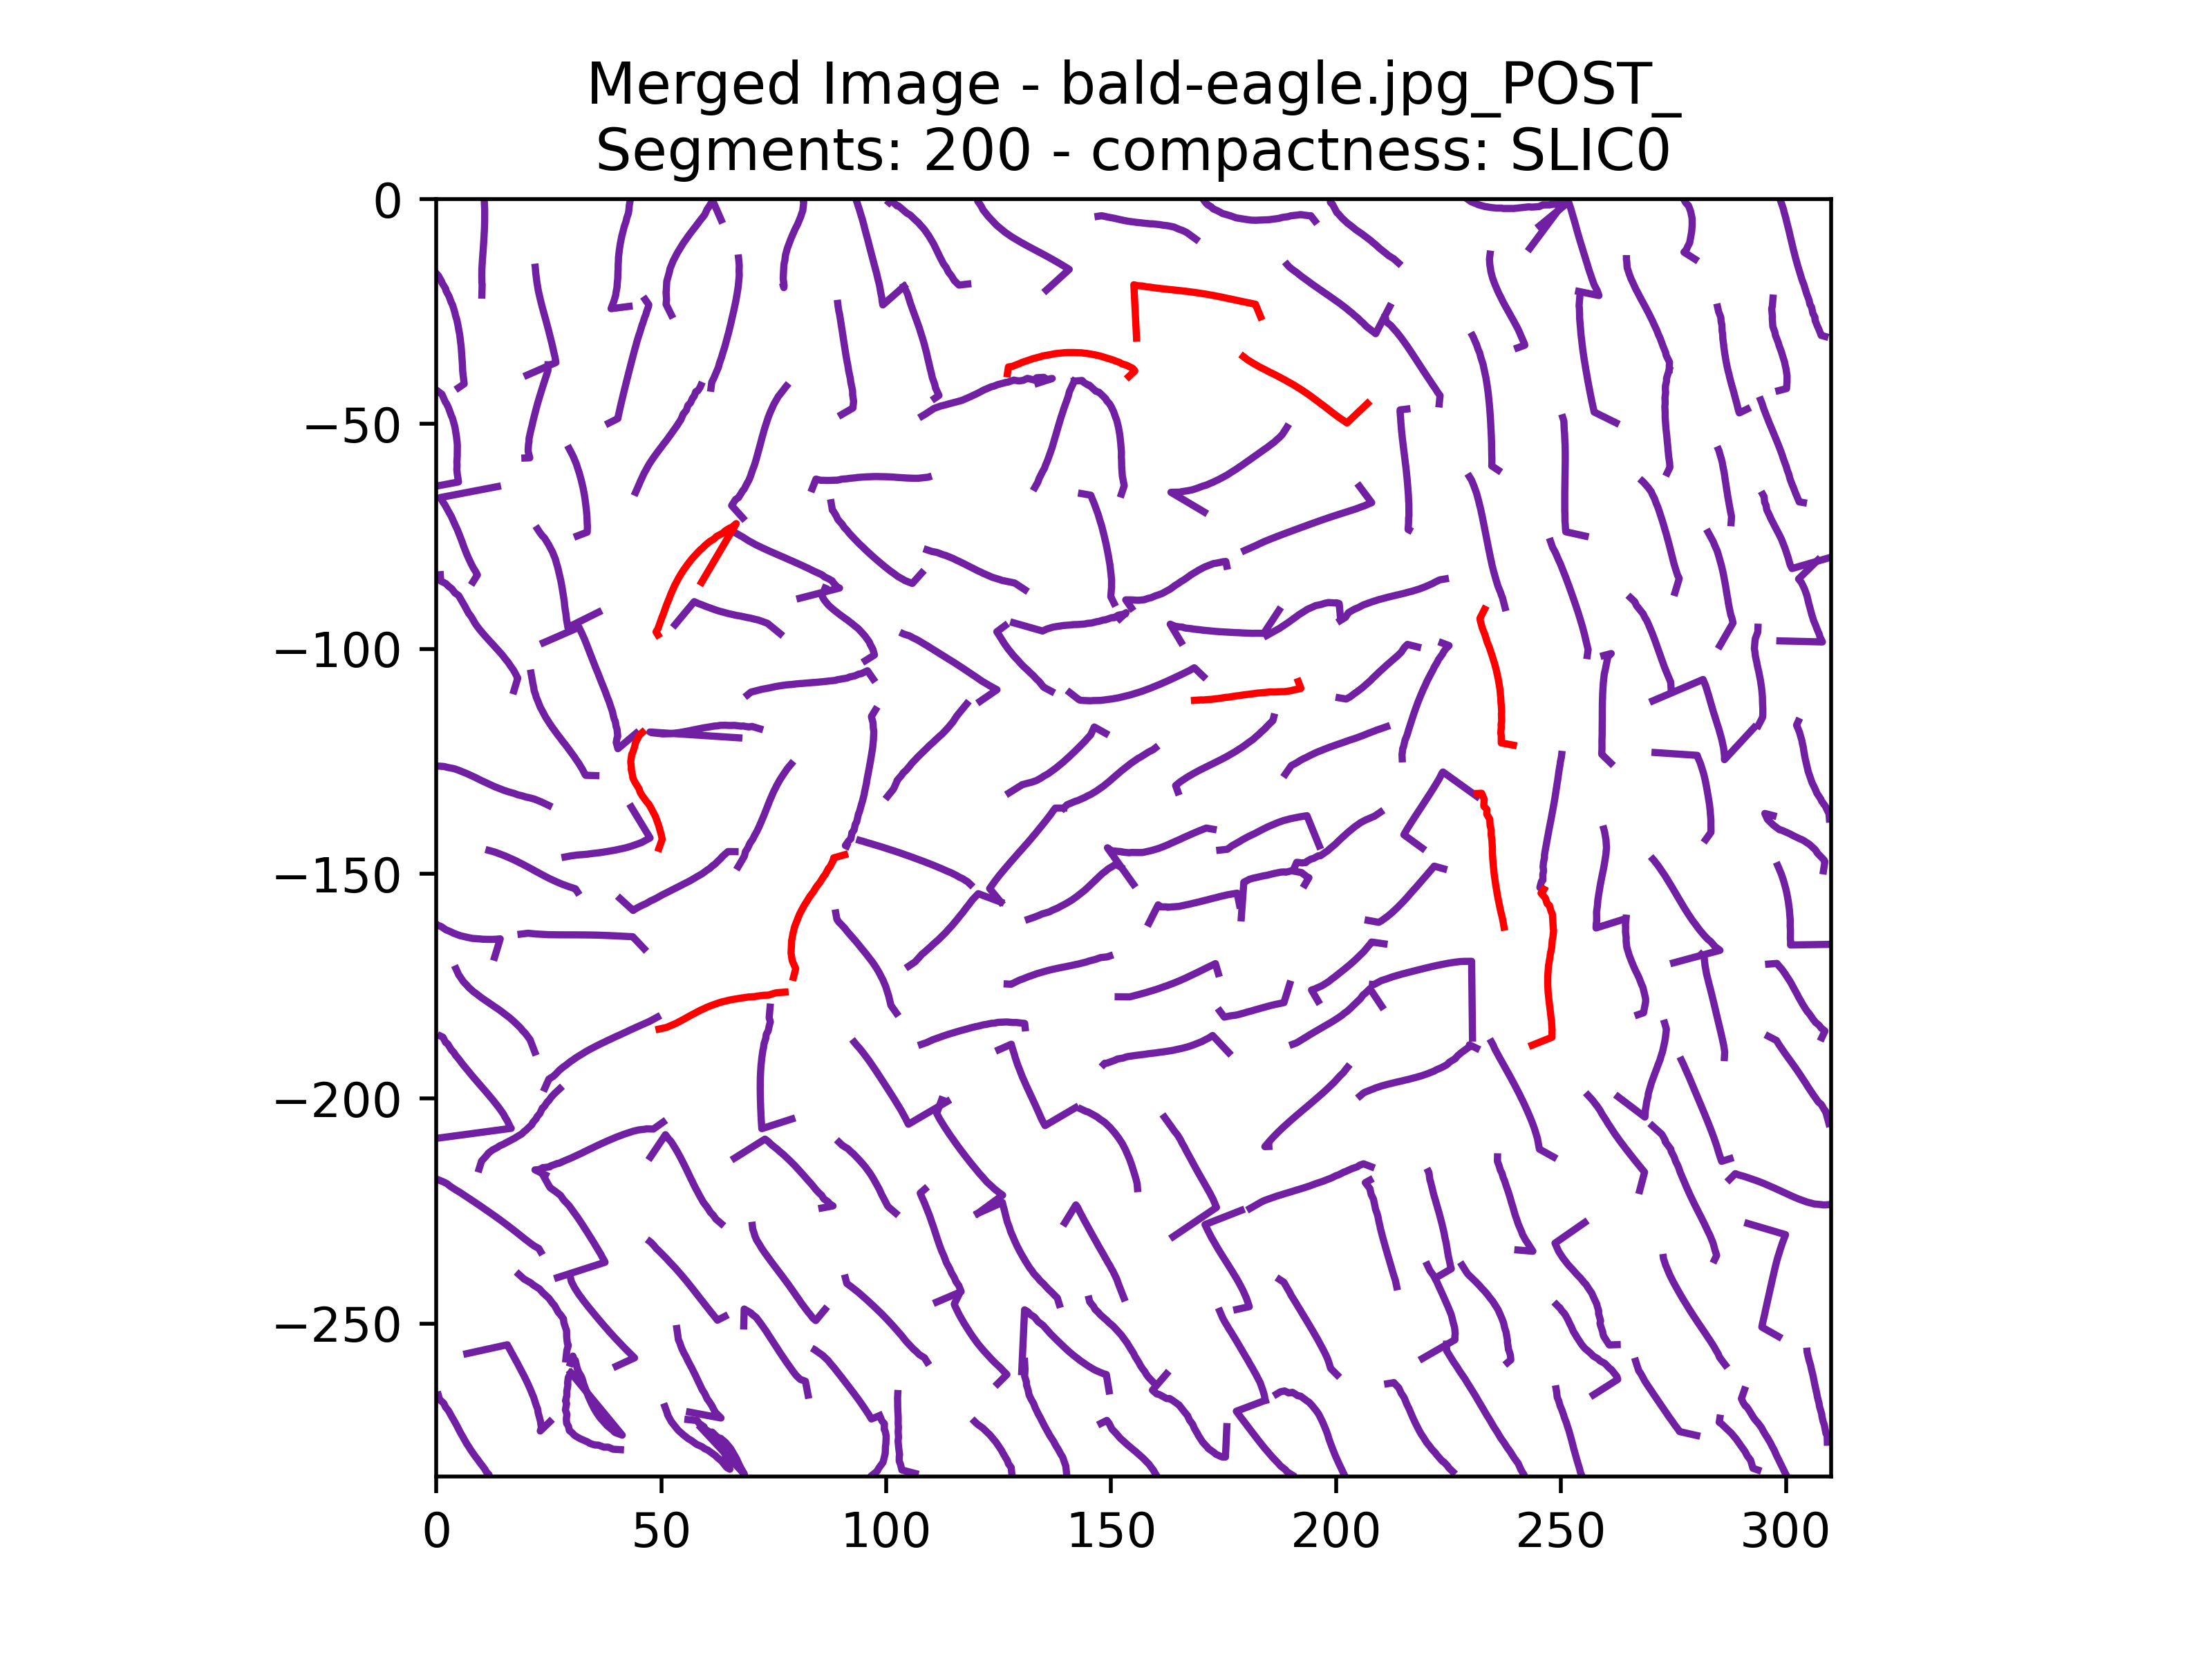 Merged Image - bald-eagle.jpg_POST_
Segments: 200 - compactness: SLIC0
0
−50
−100
−150
−200
−250
0 50 100 150 200 250 300